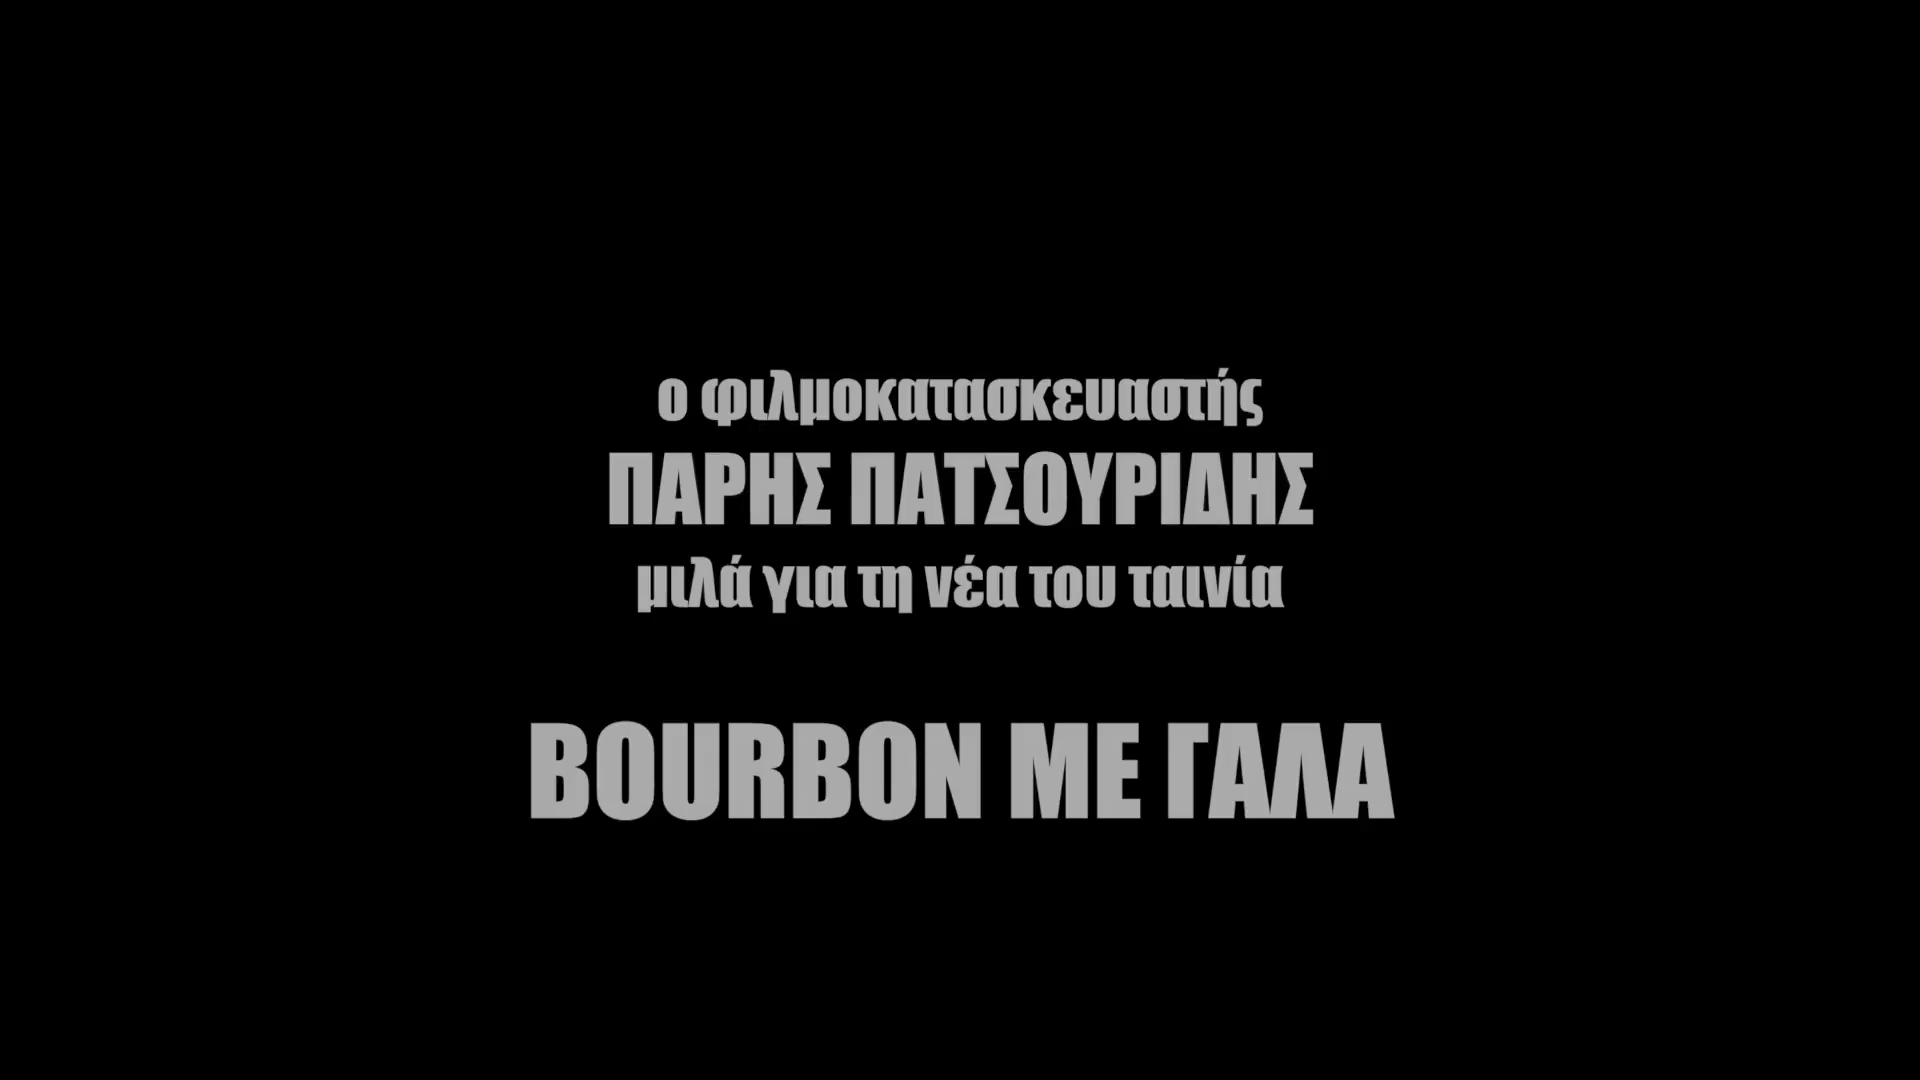 ο φιλμοκατασκευαστής
ΠΑΡΗΣ ΠΑΤΣΟΥΡΙΔΗΣ
μιλά για τη νέα του ταινία
BOURBON ΜΕ ΓΑΛΑ